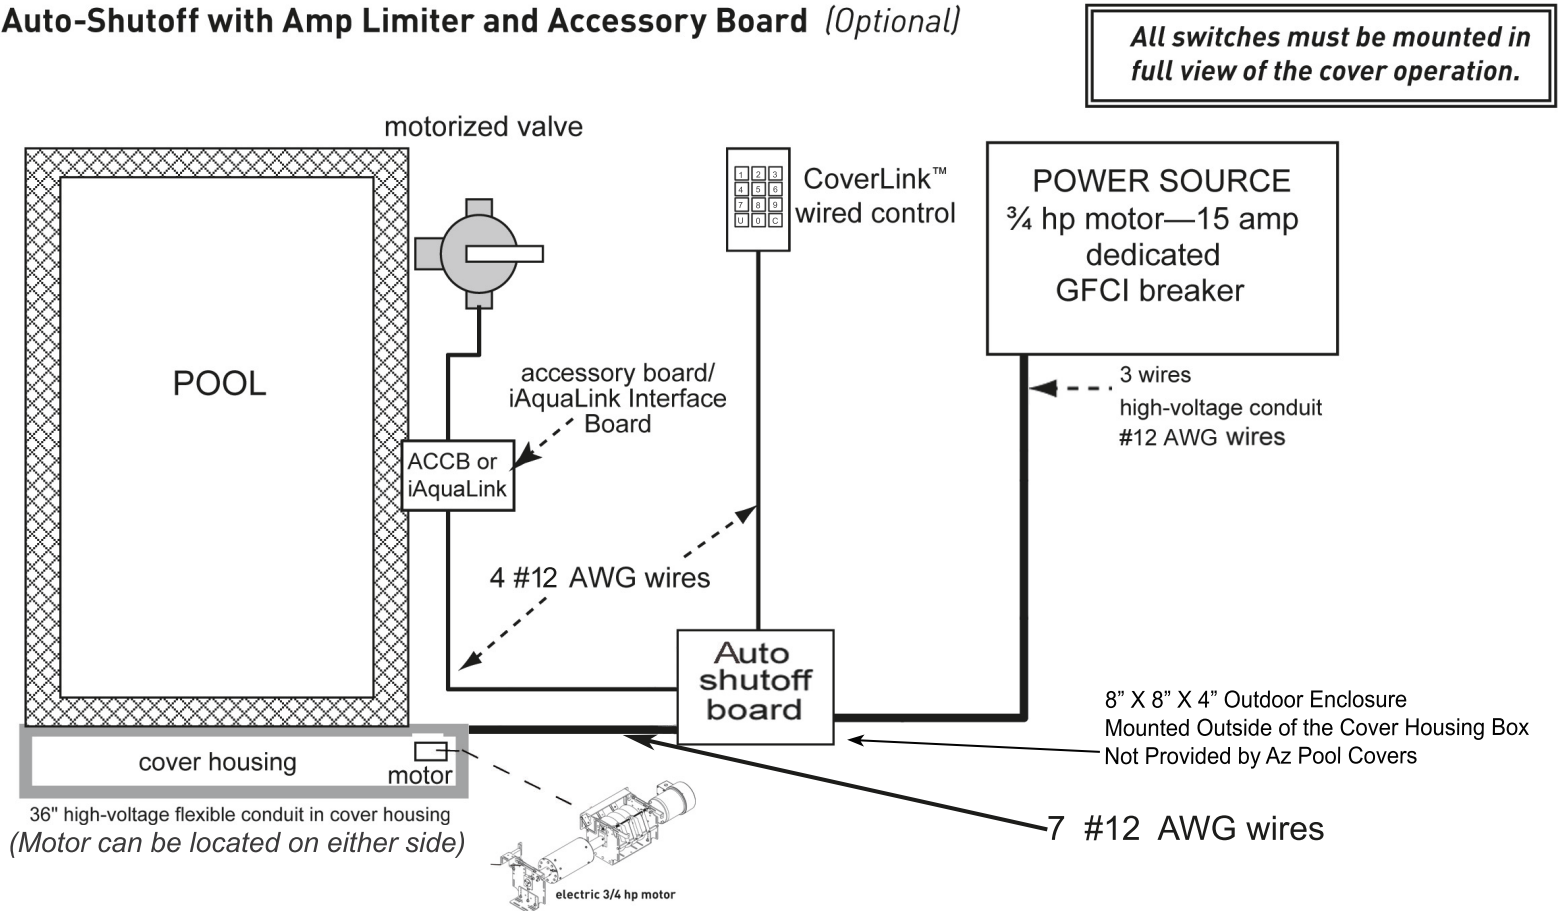 Auto-Shutoff with Amp Limiter and Accessory Board (Optional)
All switches must be mounted in
full view of the cover operation.
motorized valve
1 2 3
4 5 6
7 8 9
U 0 C
CoverLink™
wired control
POWER SOURCE
¾ hp motor—15 amp
dedicated
GFCI breaker
POOL
accessory board/
iAquaLink Interface
Board
3 wires
high-voltage conduit
#12 AWG wires
ACCB or
iAquaLink
4 #12 AWG wires
Auto
shutoff
board
8” X 8” X 4” Outdoor Enclosure
Mounted Outside of the Cover Housing Box
Not Provided by Az Pool Covers
cover housing
motor
36" high-voltage flexible conduit in cover housing
(Motor can be located on either side)
7 #12 AWG wires
electric 3/4 hp motor